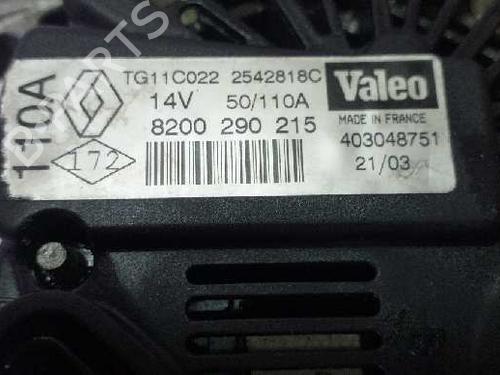 110A
TG11C022 2542818C
14V 50/110A
8200 290 215
172
Valeo
MADE IN FRANCE
403048751
21/03